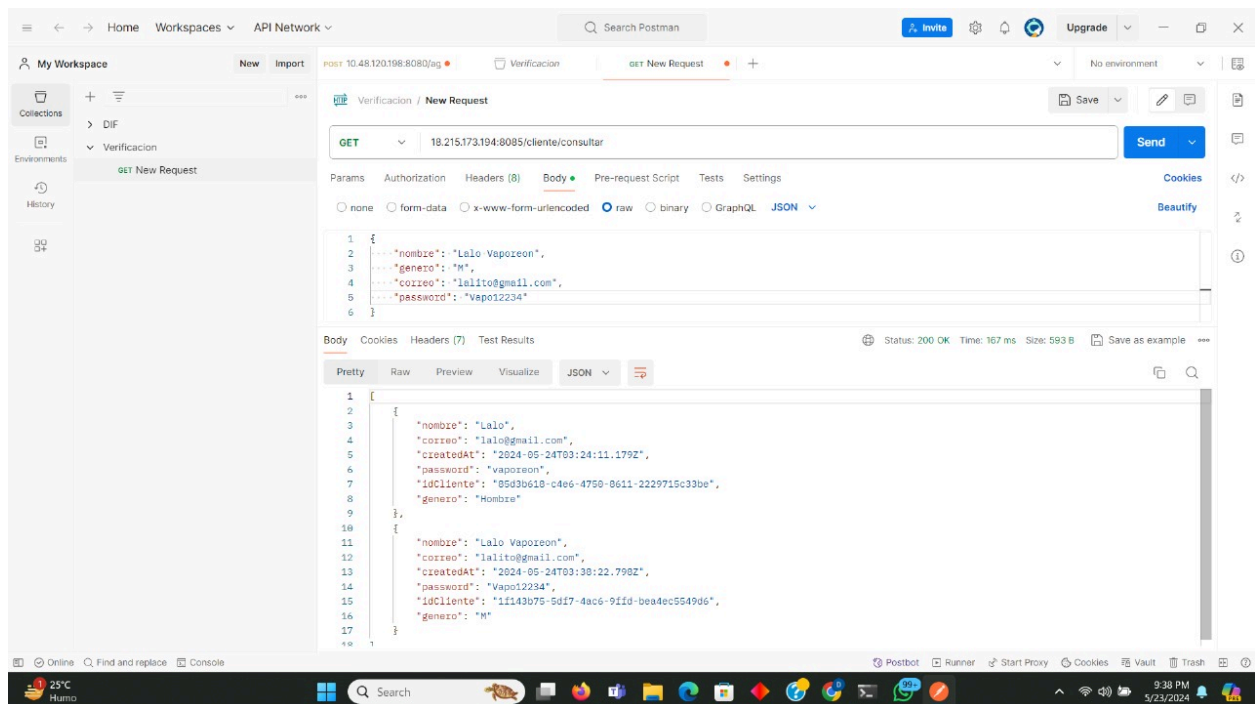 Home Workspaces API Network Search Postman Invite Upgrade
My Workspace New Import POST 10.48.120.198:8080/ag Verificacion GET New Request + No environment
Collections
Environments
History
DIF
Verificacion
GET New Request
HTTP Verificacion / New Request Save
GET 18.215.173.194:8085/cliente/consultar Send
Params Authorization Headers (8) Body Pre-request Script Tests Settings Cookies
none form-data x-www-form-urlencoded raw binary GraphQL JSON Beautify
1 {
2 "nombre": "Lalo Vaporeon",
3 "genero": "M",
4 "correo": "lalito@gmail.com",
5 "password": "Vapo12234"
6 }
Body Cookies Headers (7) Test Results Status: 200 OK Time: 167 ms Size: 593 B Save as example
Pretty Raw Preview Visualize JSON
1 [
2 {
3 "nombre": "Lalo",
4 "correo": "lalo@gmail.com",
5 "createdAt": "2024-05-24T03:24:11.179Z",
6 "password": "vaporeon",
7 "idCliente": "05d3b618-c4e6-4750-8611-2229715c33be",
8 "genero": "Hombre"
9 },
10 {
11 "nombre": "Lalo Vaporeon",
12 "correo": "lalito@gmail.com",
13 "createdAt": "2024-05-24T03:38:22.798Z",
14 "password": "Vapo12234",
15 "idCliente": "1f143b75-5df7-4ac6-9ffd-bea4ec5549d6",
16 "genero": "M"
17 }
18 ]
Online Find and replace Console Postbot Runner Start Proxy Cookies Vault Trash
1 25°C
Humo
Search
99+
9:38 PM
5/23/2024